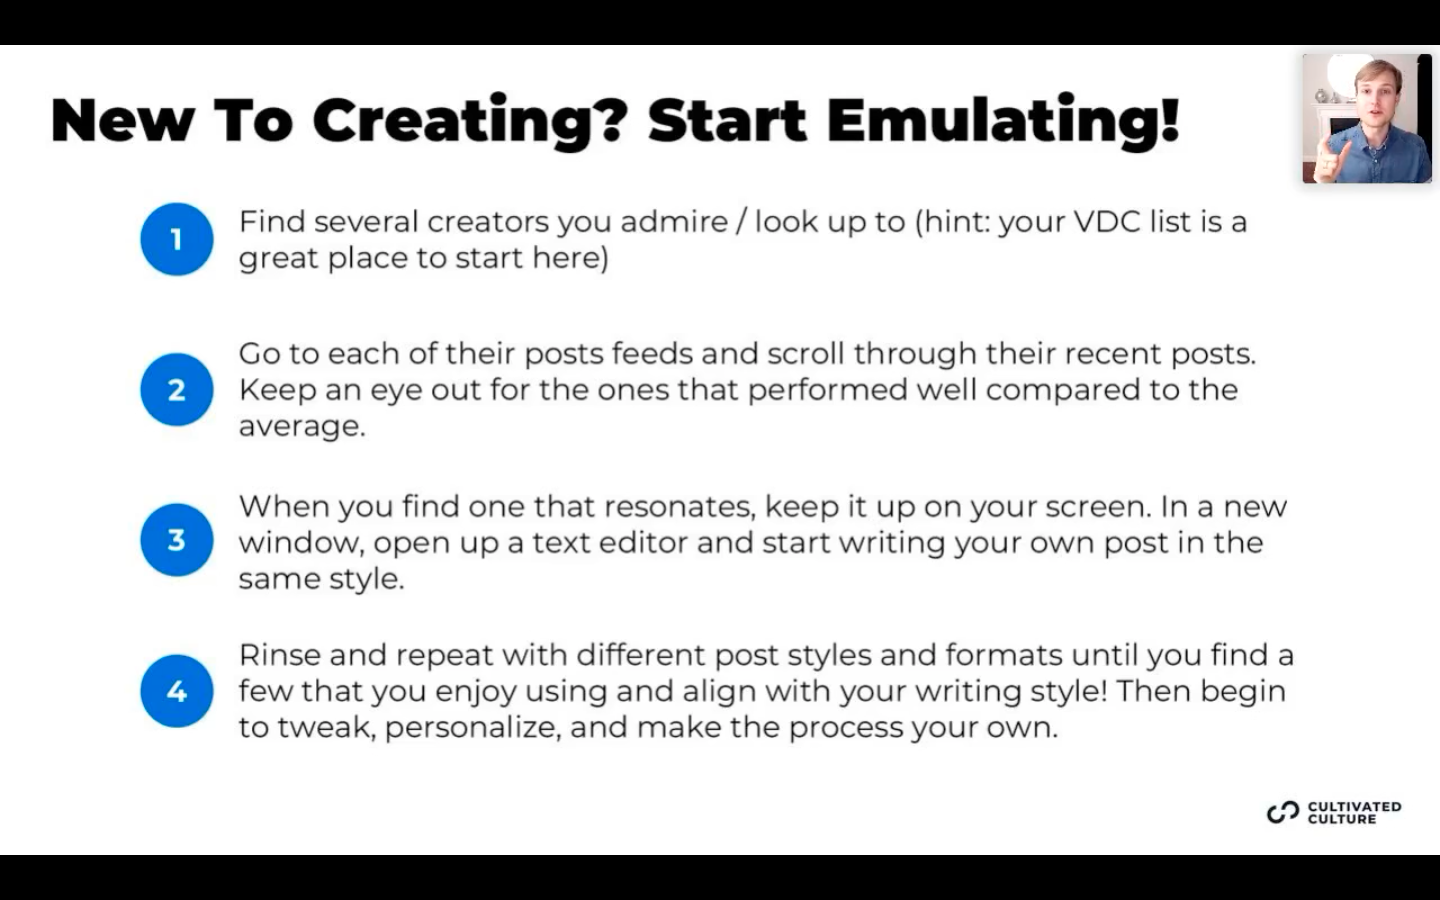 New To Creating? Start Emulating!
1
Find several creators you admire / look up to (hint: your VDC list is a
great place to start here)
2
Go to each of their posts feeds and scroll through their recent posts.
Keep an eye out for the ones that performed well compared to the
average.
3
When you find one that resonates, keep it up on your screen. In a new
window, open up a text editor and start writing your own post in the
same style.
4
Rinse and repeat with different post styles and formats until you find a
few that you enjoy using and align with your writing style! Then begin
to tweak, personalize, and make the process your own.
CULTIVATED
CULTURE